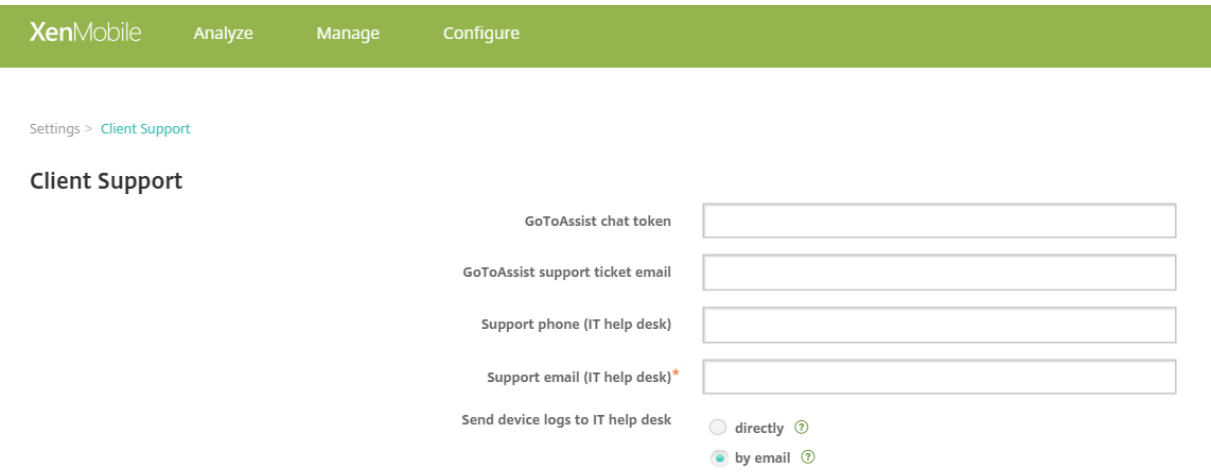 XenMobile Analyze Manage Configure
Settings > Client Support
Client Support
GoToAssist chat token
GoToAssist support ticket email
Support phone (IT help desk)
Support email (IT help desk)*
Send device logs to IT help desk
directly ?
by email ?